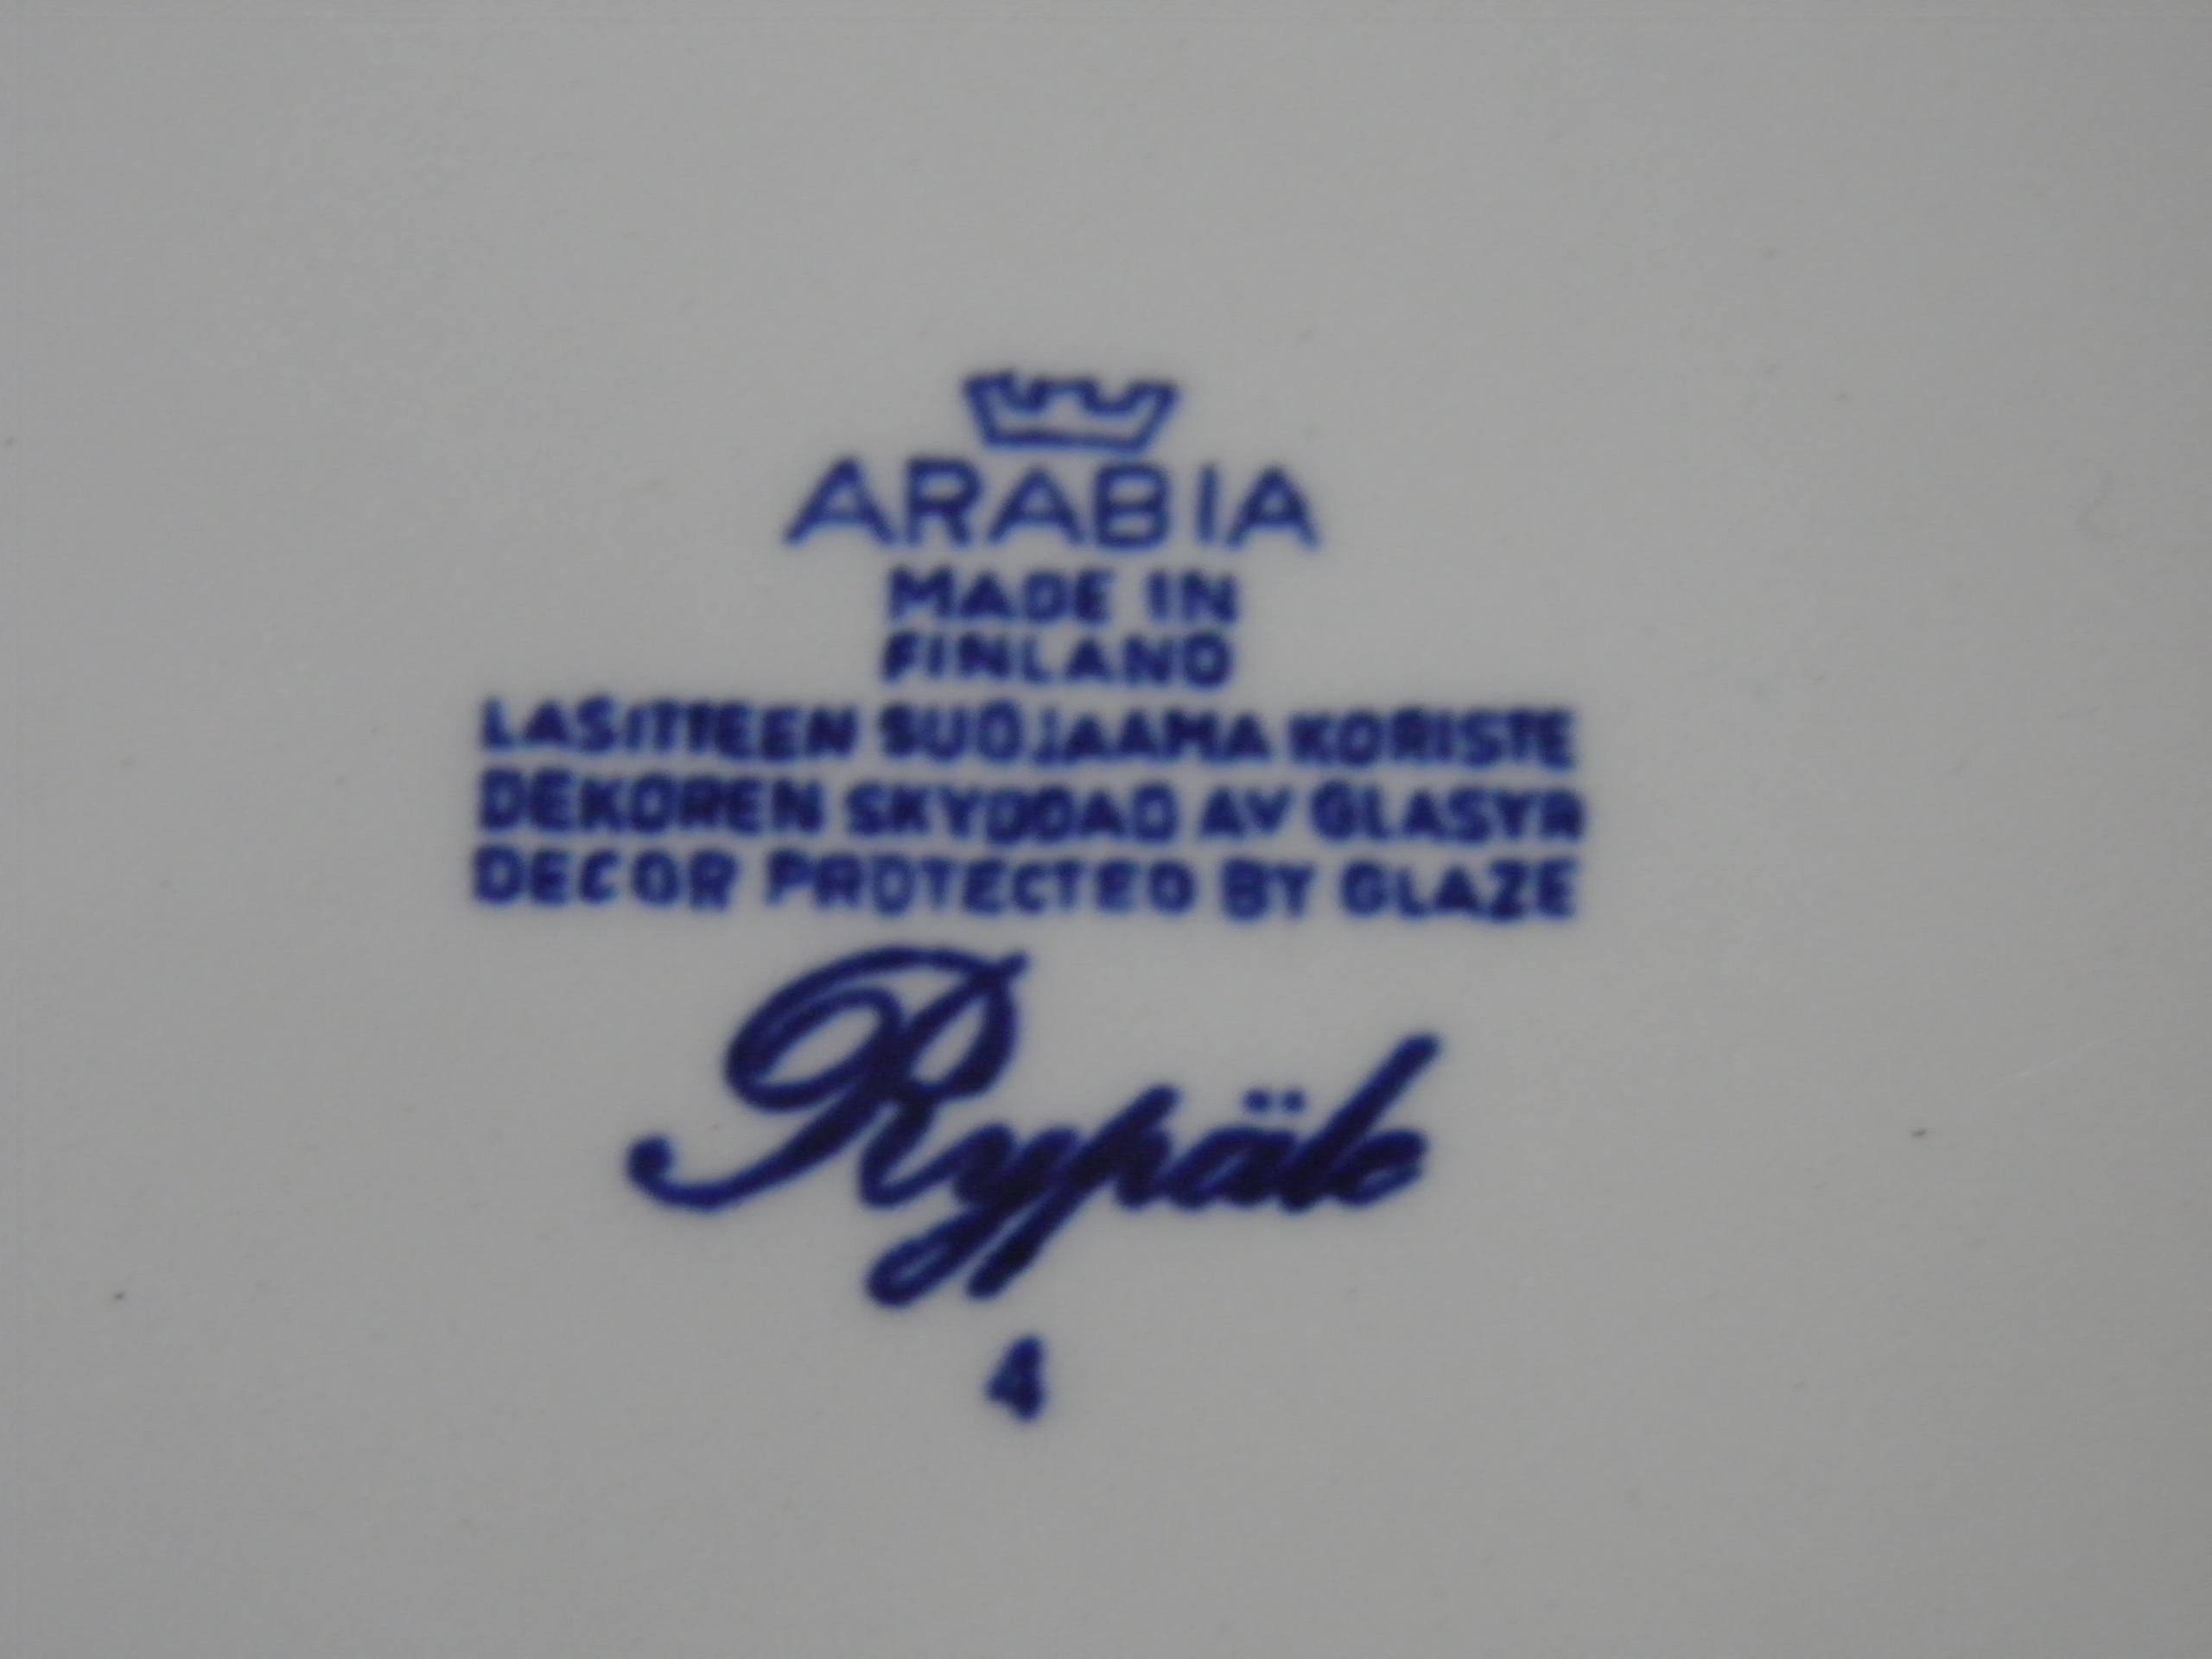 ARABIA
MADE IN
FINLAND
LASITTEEN SUOJAAMA KORISTE
DEKOREN SKYDDAD AV GLASYR
DECOR PROTECTED BY GLAZE
Rypäle
4